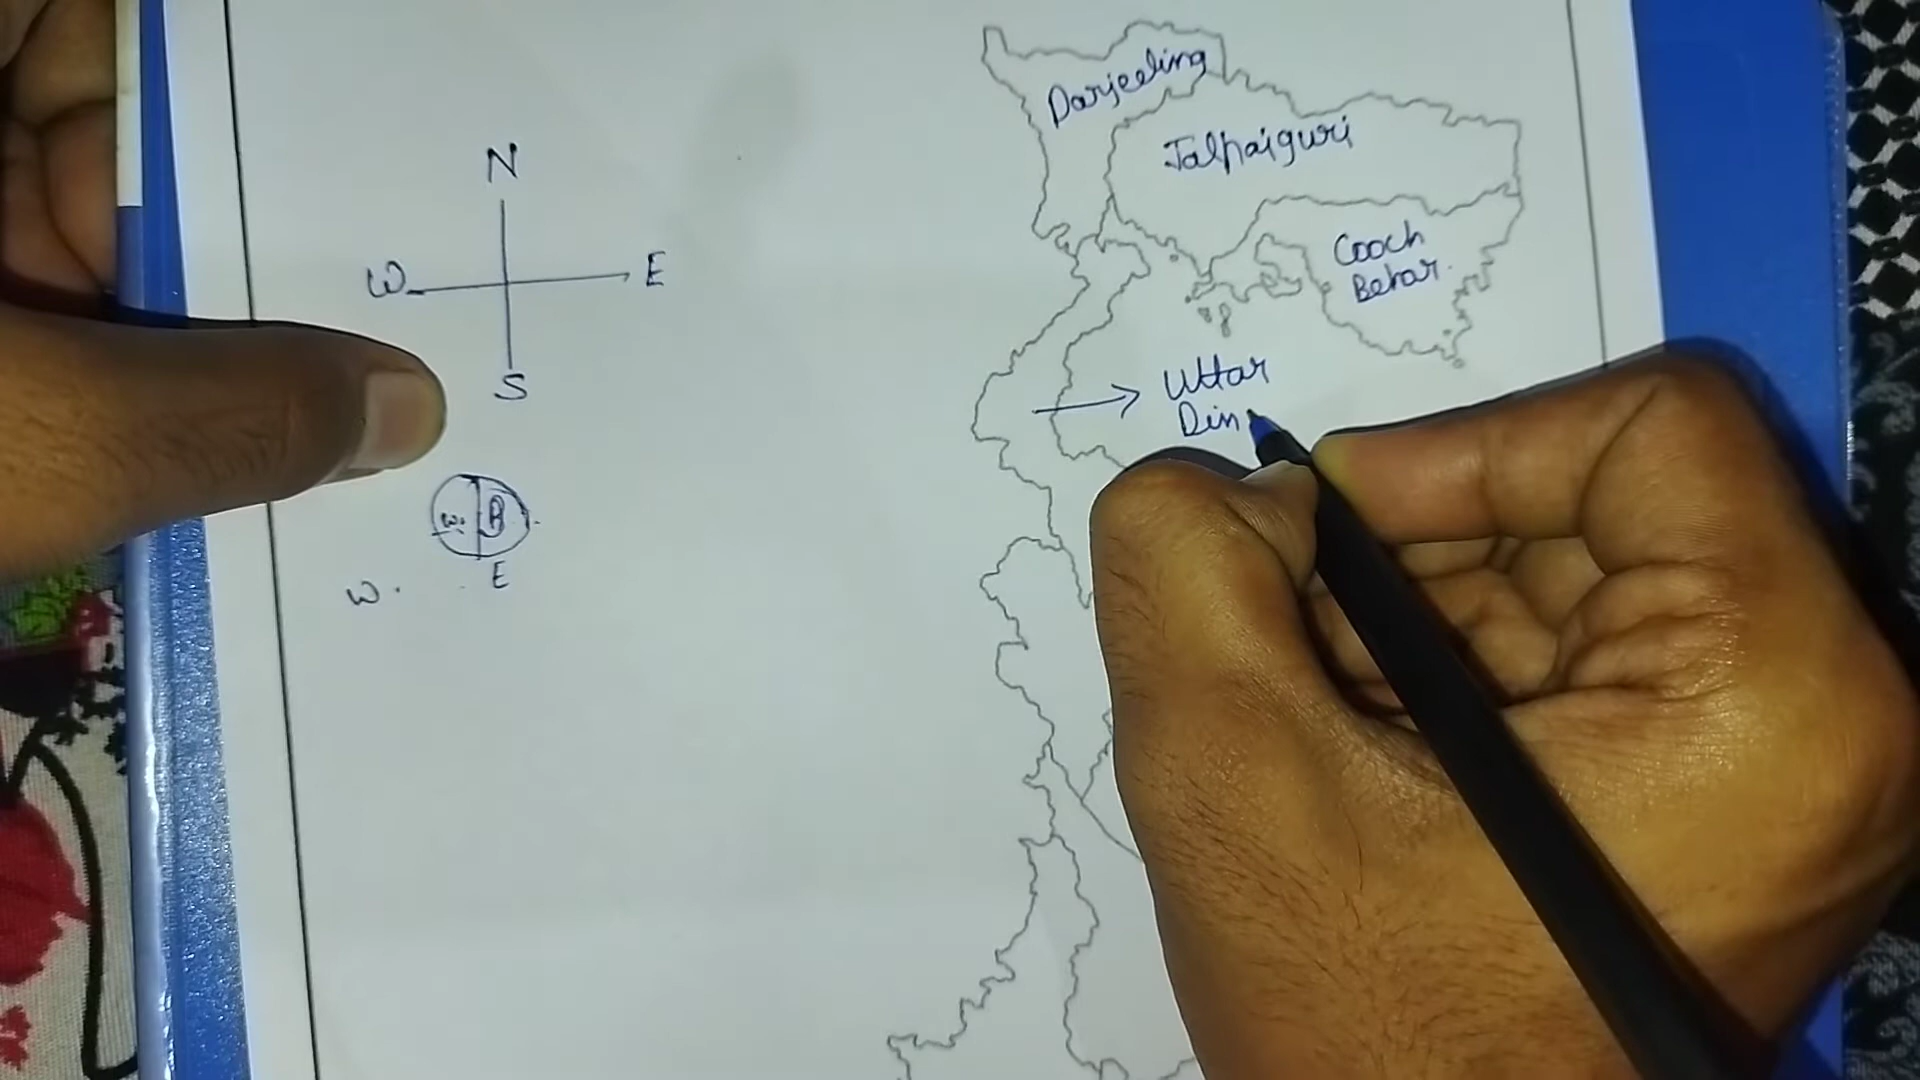 N
W
E
S
W.
B
E
W.
Darjeeling
Jalpaiguri
Cooch
Behar.
Uttar
Din